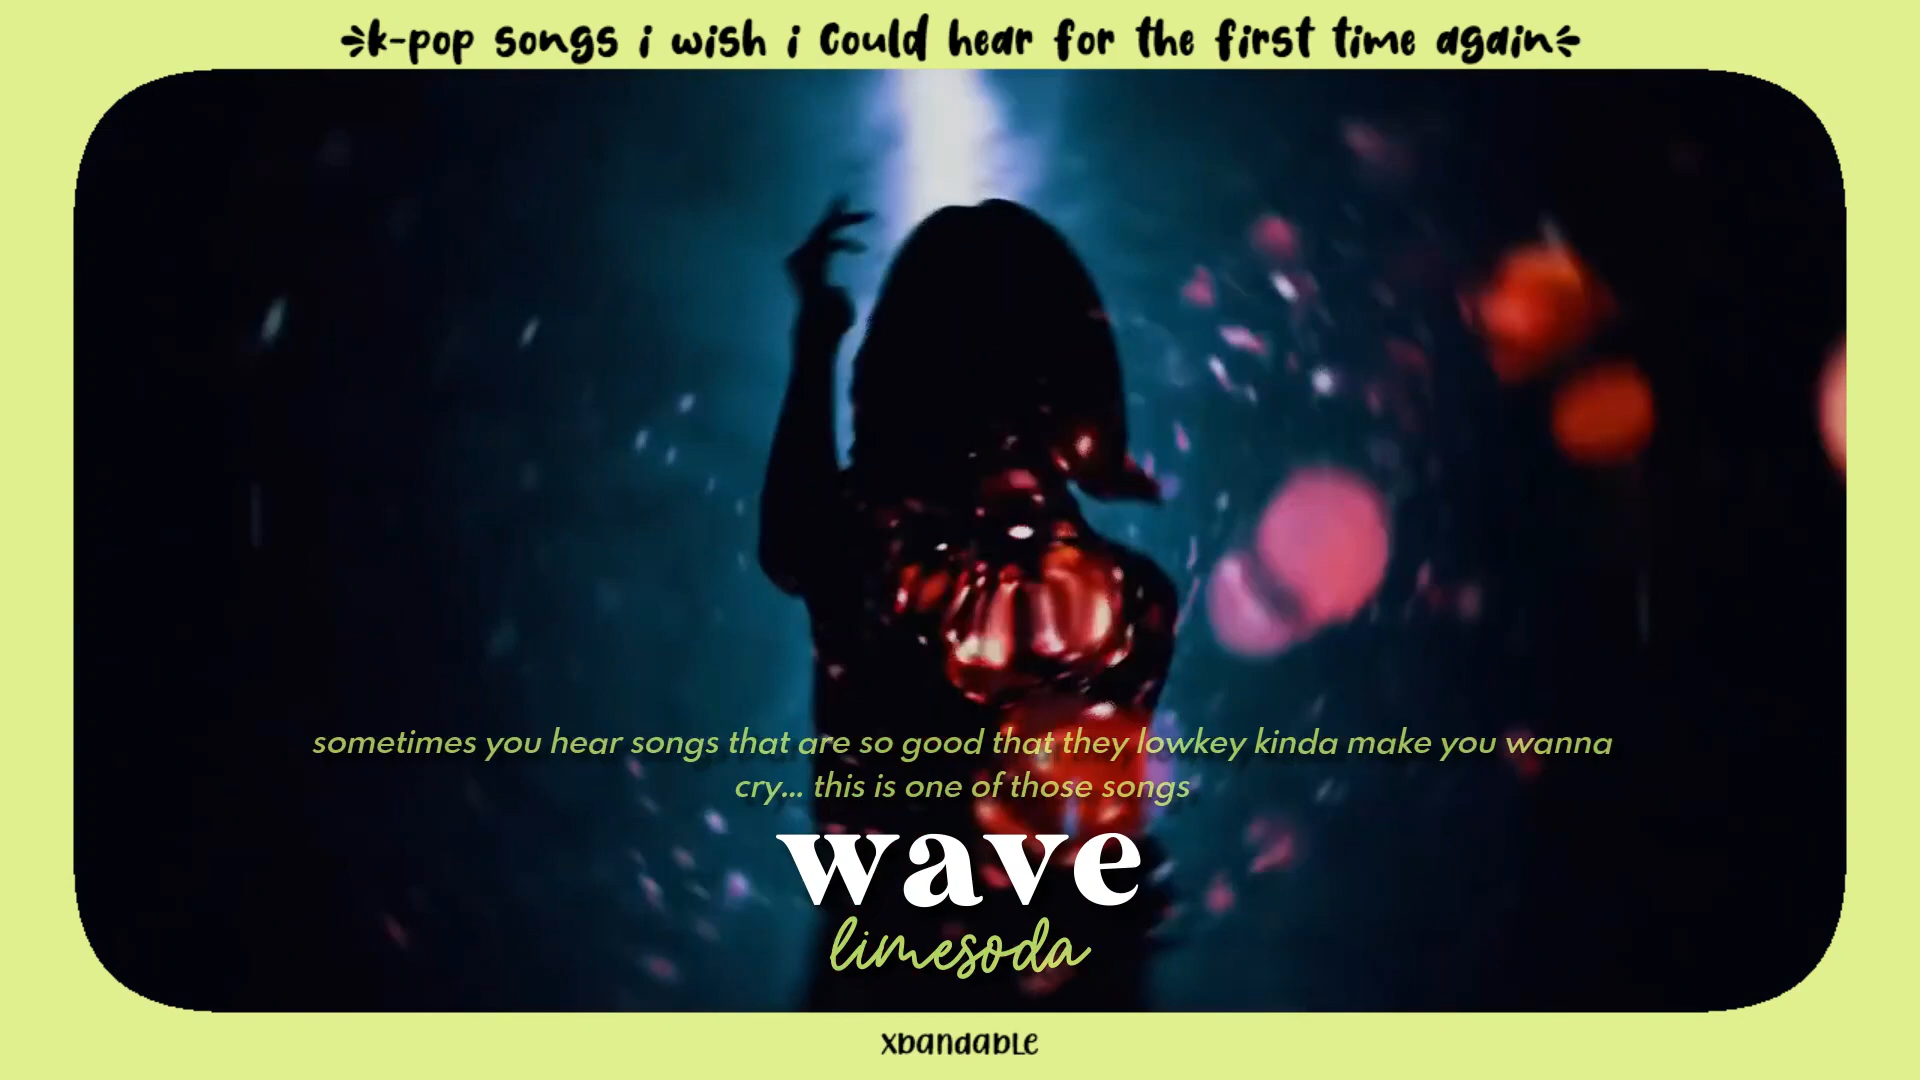 k-pop songs i wish i could hear for the first time again
sometimes you hear songs that are so good that they lowkey kinda make you wanna
cry... this is one of those songs
wave
limesoda
xbandable